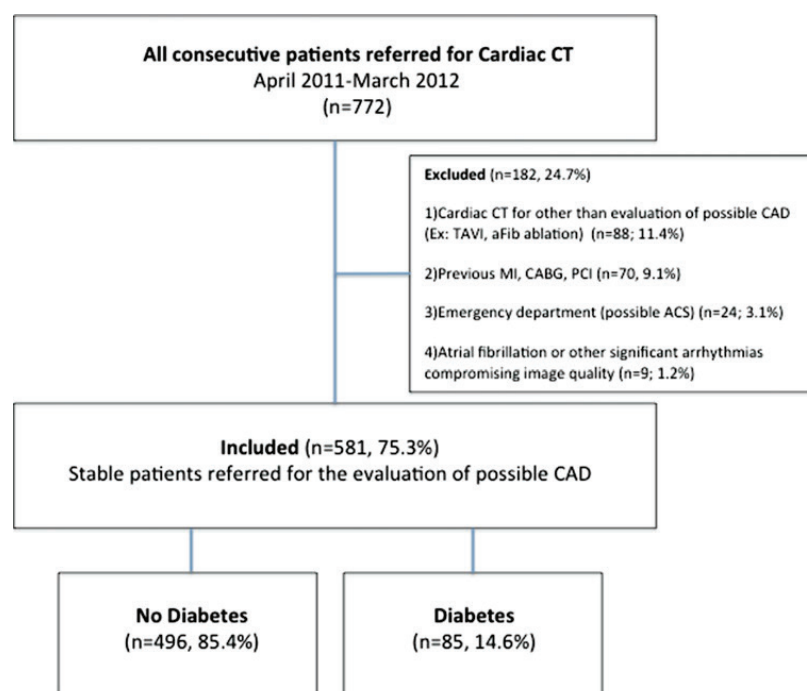 All consecutive patients referred for Cardiac CT
April 2011-March 2012
(n=772)
Excluded (n=182, 24.7%)
1)Cardiac CT for other than evaluation of possible CAD
(Ex: TAVI, aFib ablation)  (n=88; 11.4%)
2)Previous MI, CABG, PCI (n=70, 9.1%)
3)Emergency department (possible ACS) (n=24; 3.1%)
4)Atrial fibrillation or other significant arrhythmias
compromising image quality (n=9; 1.2%)
Included (n=581, 75.3%)
Stable patients referred for the evaluation of possible CAD
No Diabetes
(n=496, 85.4%)
Diabetes
(n=85, 14.6%)